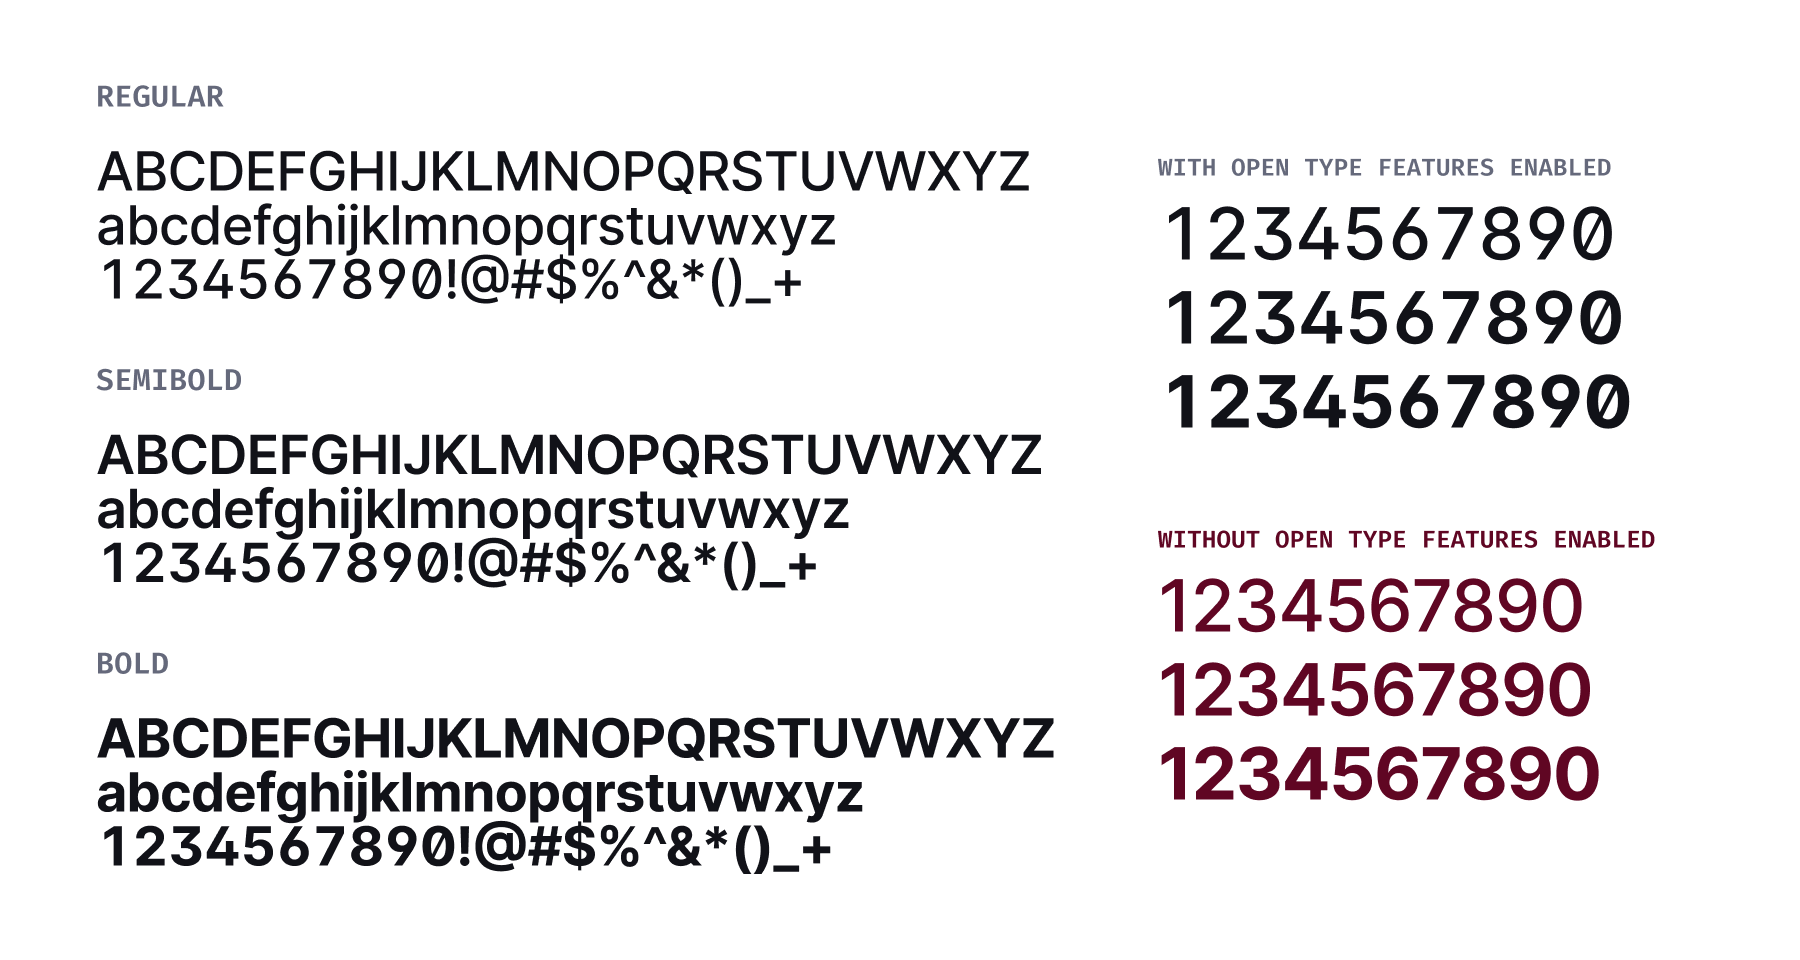 REGULAR
ABCDEFGHIJKLMNOPQRSTUVWXYZ
abcdefghijklmnopqrstuvwxyz
1234567890!@#$%^&*()_+
SEMIBOLD
ABCDEFGHIJKLMNOPQRSTUVWXYZ
abcdefghijklmnopqrstuvwxyz
1234567890!@#$%^&*()_+
BOLD
ABCDEFGHIJKLMNOPQRSTUVWXYZ
abcdefghijklmnopqrstuvwxyz
1234567890!@#$%^&*()_+
WITH OPEN TYPE FEATURES ENABLED
1234567890
1234567890
1234567890
WITHOUT OPEN TYPE FEATURES ENABLED
1234567890
1234567890
1234567890